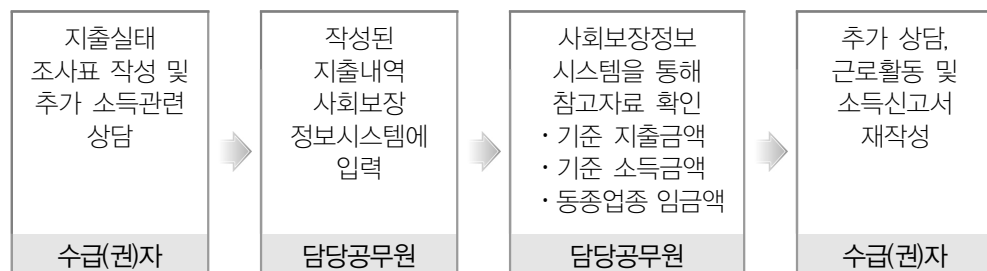 지출실태
조사표 작성 및
추가 소득관련
상담
수급(권)자
작성된
지출내역
사회보장
정보시스템에
입력
담당공무원
사회보장정보
시스템을 통해
참고자료 확인
· 기준 지출금액
· 기준 소득금액
· 동종업종 임금액
담당공무원
추가 상담,
근로활동 및
소득신고서
재작성
수급(권)자